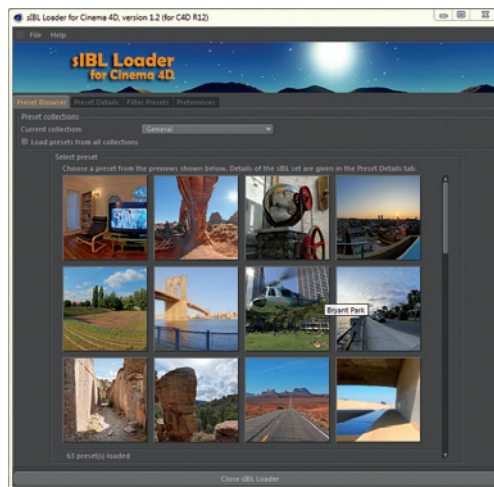 sIBL Loader for Cinema 4D, version 1.2 (for C4D R12)
File Help
sIBL Loader
for Cinema 4D
Preset Browser Preset Details Filter Presets Preferences
Preset collections
Current collection: General
Load presets from all collections
Select preset
Choose a preset from the previews shown below. Details of the sIBL set are given in the Preset Details tab.
Bryant Park
63 preset(s) loaded
Close sIBL Loader